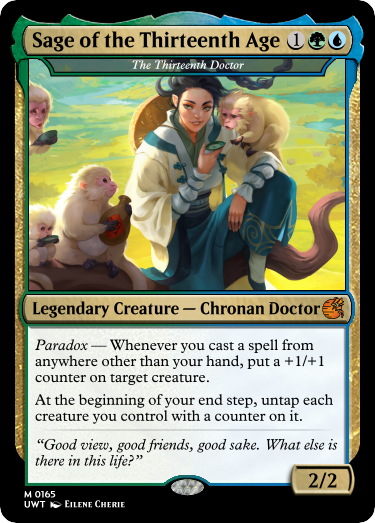 Sage of the Thirteenth Age 1
The Thirteenth Doctor
Legendary Creature — Chronan Doctor
Paradox — Whenever you cast a spell from
anywhere other than your hand, put a +1/+1
counter on target creature.
At the beginning of your end step, untap each
creature you control with a counter on it.
“Good view, good friends, good sake. What else is
there in this life?”
2/2
M 0165
UWT Eilene Cherie